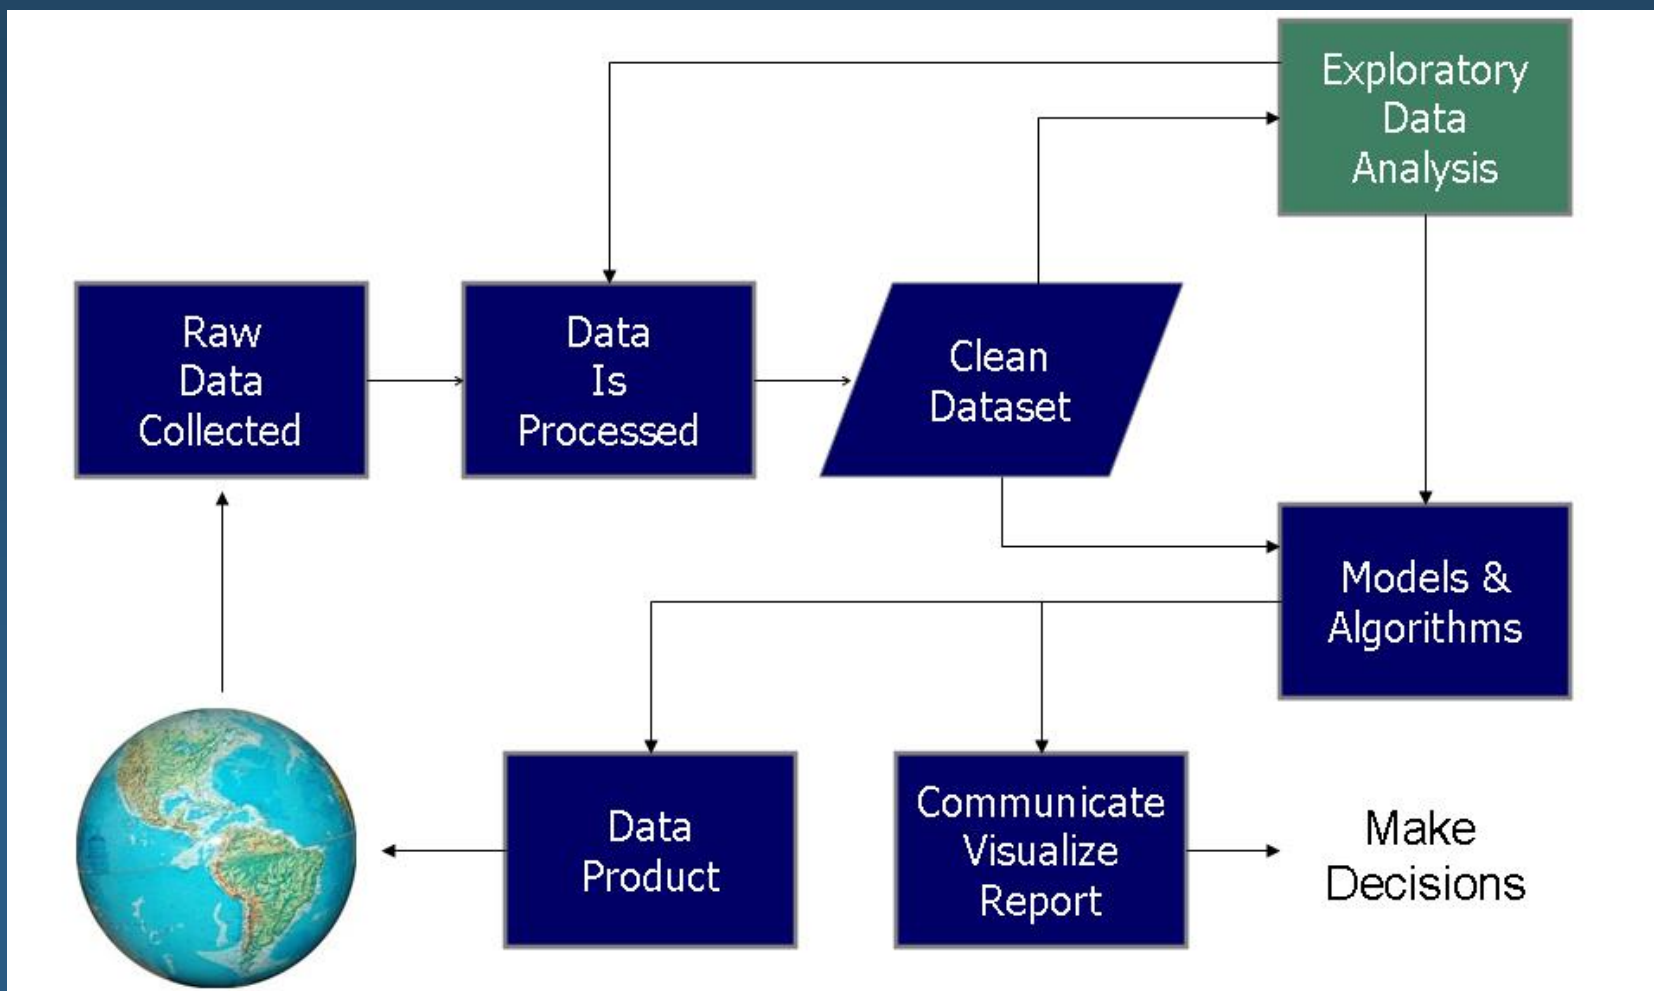 Exploratory
Data
Analysis
Raw
Data
Collected
Data
Is
Processed
Clean
Dataset
Models &
Algorithms
Data
Product
Communicate
Visualize
Report
Make
Decisions